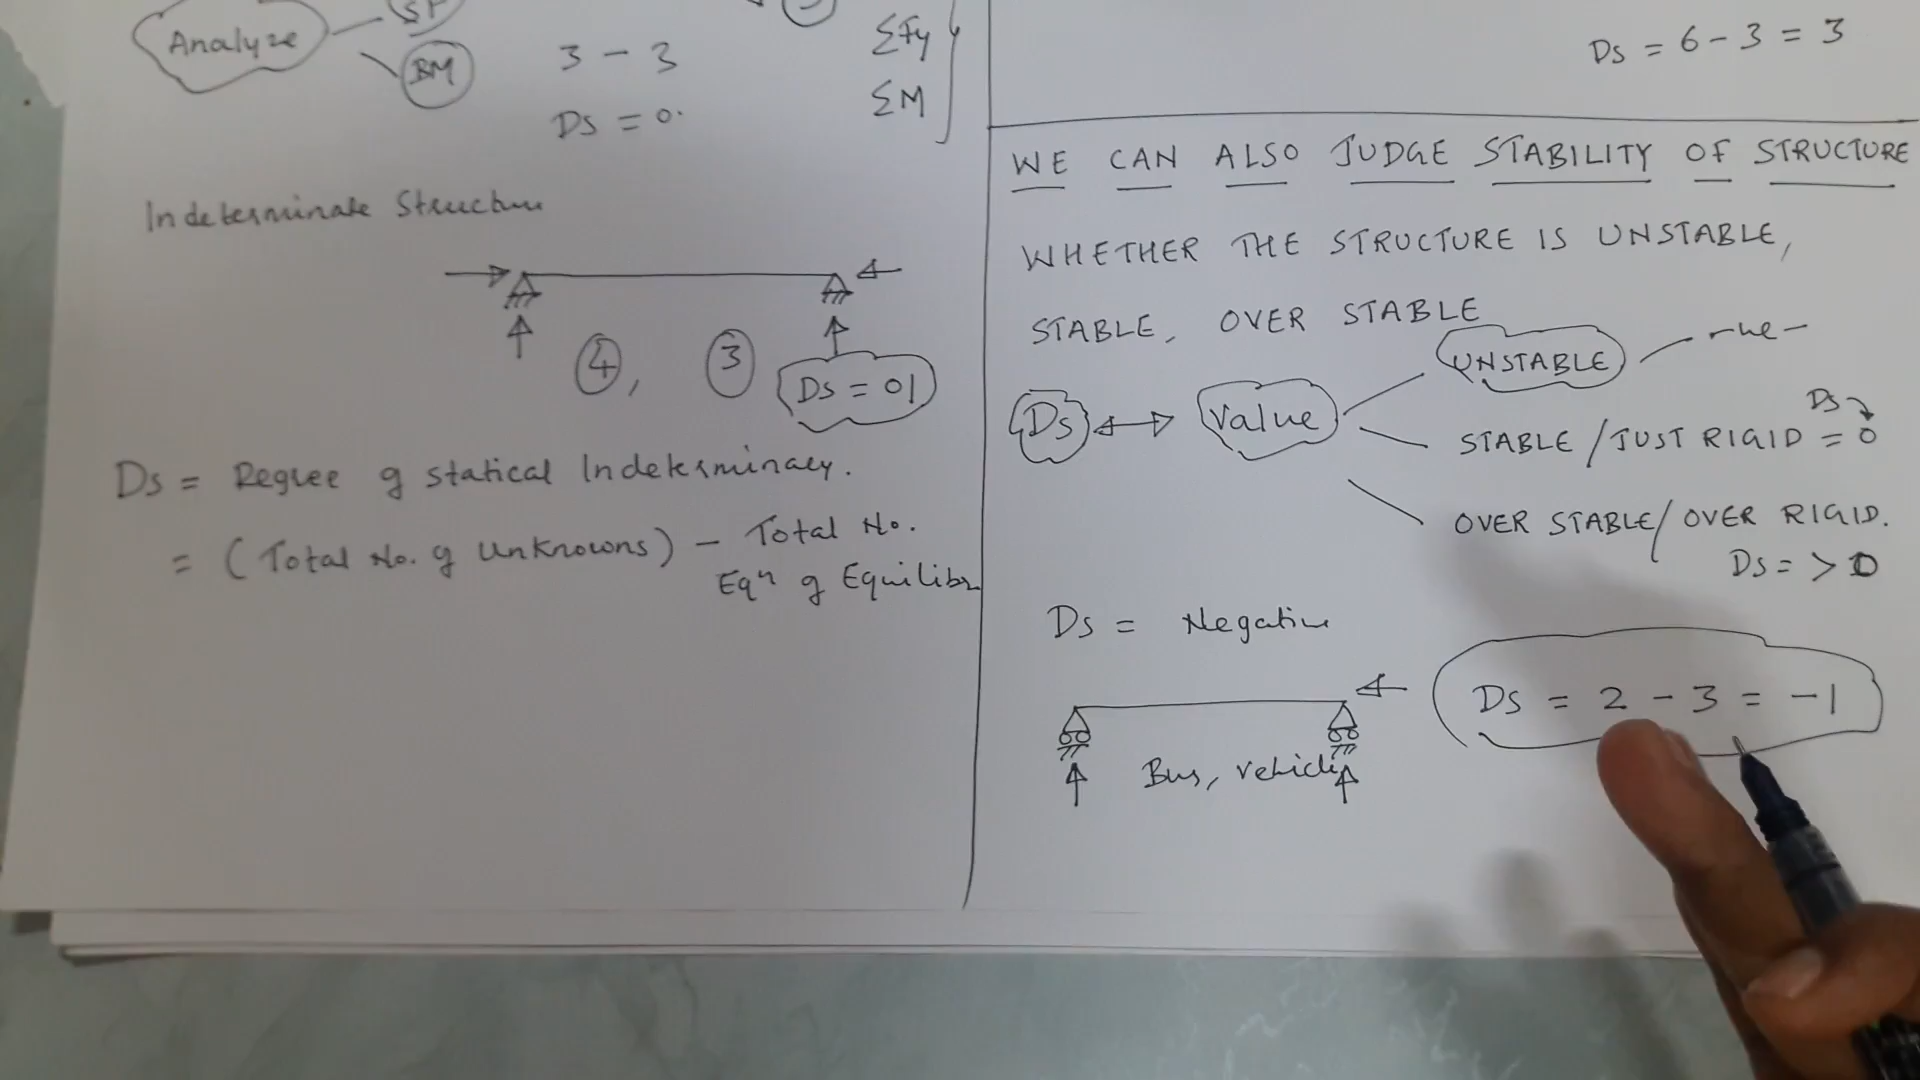 Analyze
SF
BM
3 - 3
Ds = 0.
ΣFy
ΣM
Indeterminate Structure
4, 3
Ds = 01
Ds = Degree of statical Indeterminacy.
= (Total No. of Unknowns) - Total No.
Eqⁿ of Equilibr
Ds = 6 - 3 = 3
WE CAN ALSO JUDGE STABILITY OF STRUCTURE
WHETHER THE STRUCTURE IS UNSTABLE,
STABLE, OVER STABLE
UNSTABLE -ve-
Ds
Ds Value
STABLE / JUST RIGID = 0
OVER STABLE / OVER RIGID.
Ds = > 0
Ds = Negative
Ds = 2 - 3 = -1
Bus, vehicle